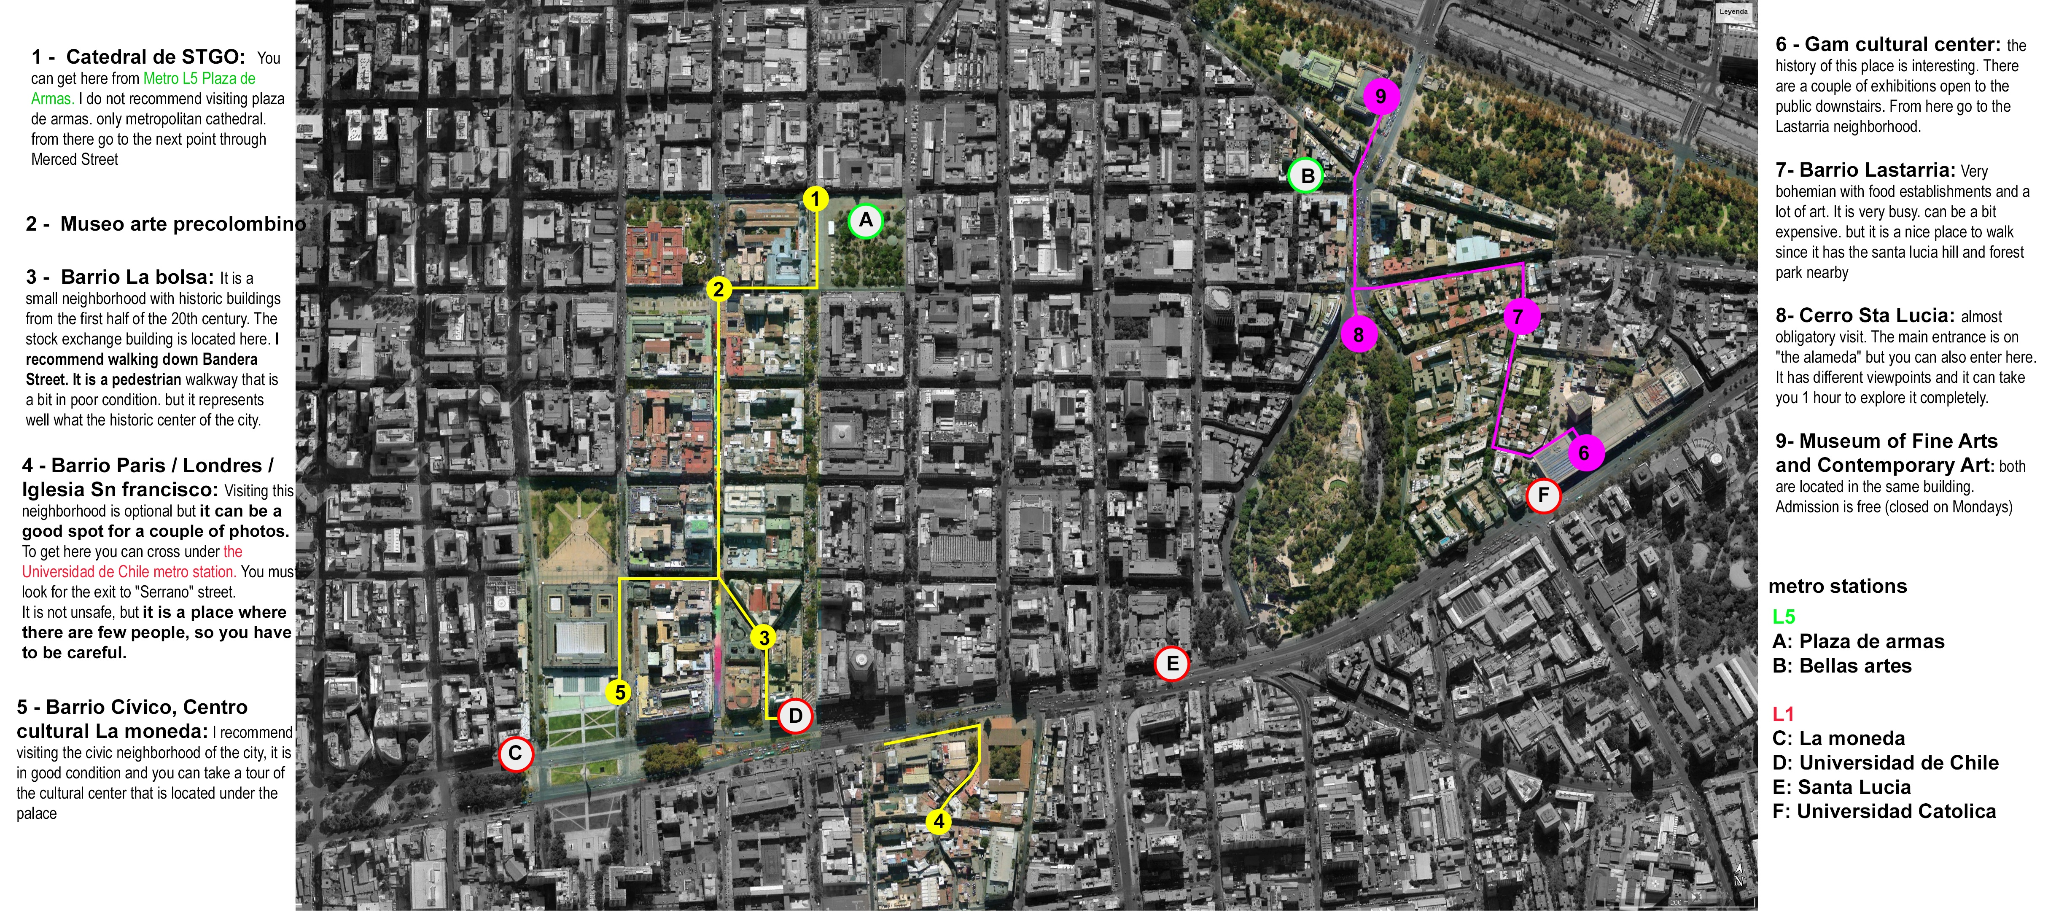 1 -  Catedral de STGO:  You
can get here from Metro L5 Plaza de
Armas. I do not recommend visiting plaza
de armas. only metropolitan cathedral.
from there go to the next point through
Merced Street
2 -  Museo arte precolombino
3 -  Barrio La bolsa: It is a
small neighborhood with historic buildings
from the first half of the 20th century. The
stock exchange building is located here. I
recommend walking down Bandera
Street. It is a pedestrian walkway that is
a bit in poor condition. but it represents
well what the historic center of the city.
4 - Barrio Paris / Londres /
Iglesia Sn francisco: Visiting this
neighborhood is optional but it can be a
good spot for a couple of photos.
To get here you can cross under the
Universidad de Chile metro station. You mus
look for the exit to "Serrano" street.
It is not unsafe, but it is a place where
there are few people, so you have
to be careful.
5 - Barrio Cívico, Centro
cultural La moneda: I recommend
visiting the civic neighborhood of the city, it is
in good condition and you can take a tour of
the cultural center that is located under the
palace
Leyenda
9
B
1
A
2
7
8
6
F
3
E
5
D
C
4
N
6 - Gam cultural center: the
history of this place is interesting. There
are a couple of exhibitions open to the
public downstairs. From here go to the
Lastarria neighborhood.
7- Barrio Lastarria: Very
bohemian with food establishments and a
lot of art. It is very busy. can be a bit
expensive. but it is a nice place to walk
since it has the santa lucia hill and forest
park nearby
8- Cerro Sta Lucia: almost
obligatory visit. The main entrance is on
"the alameda" but you can also enter here.
It has different viewpoints and it can take
you 1 hour to explore it completely.
9- Museum of Fine Arts
and Contemporary Art: both
are located in the same building.
Admission is free (closed on Mondays)
metro stations
L5
A: Plaza de armas
B: Bellas artes
L1
C: La moneda
D: Universidad de Chile
E: Santa Lucia
F: Universidad Catolica